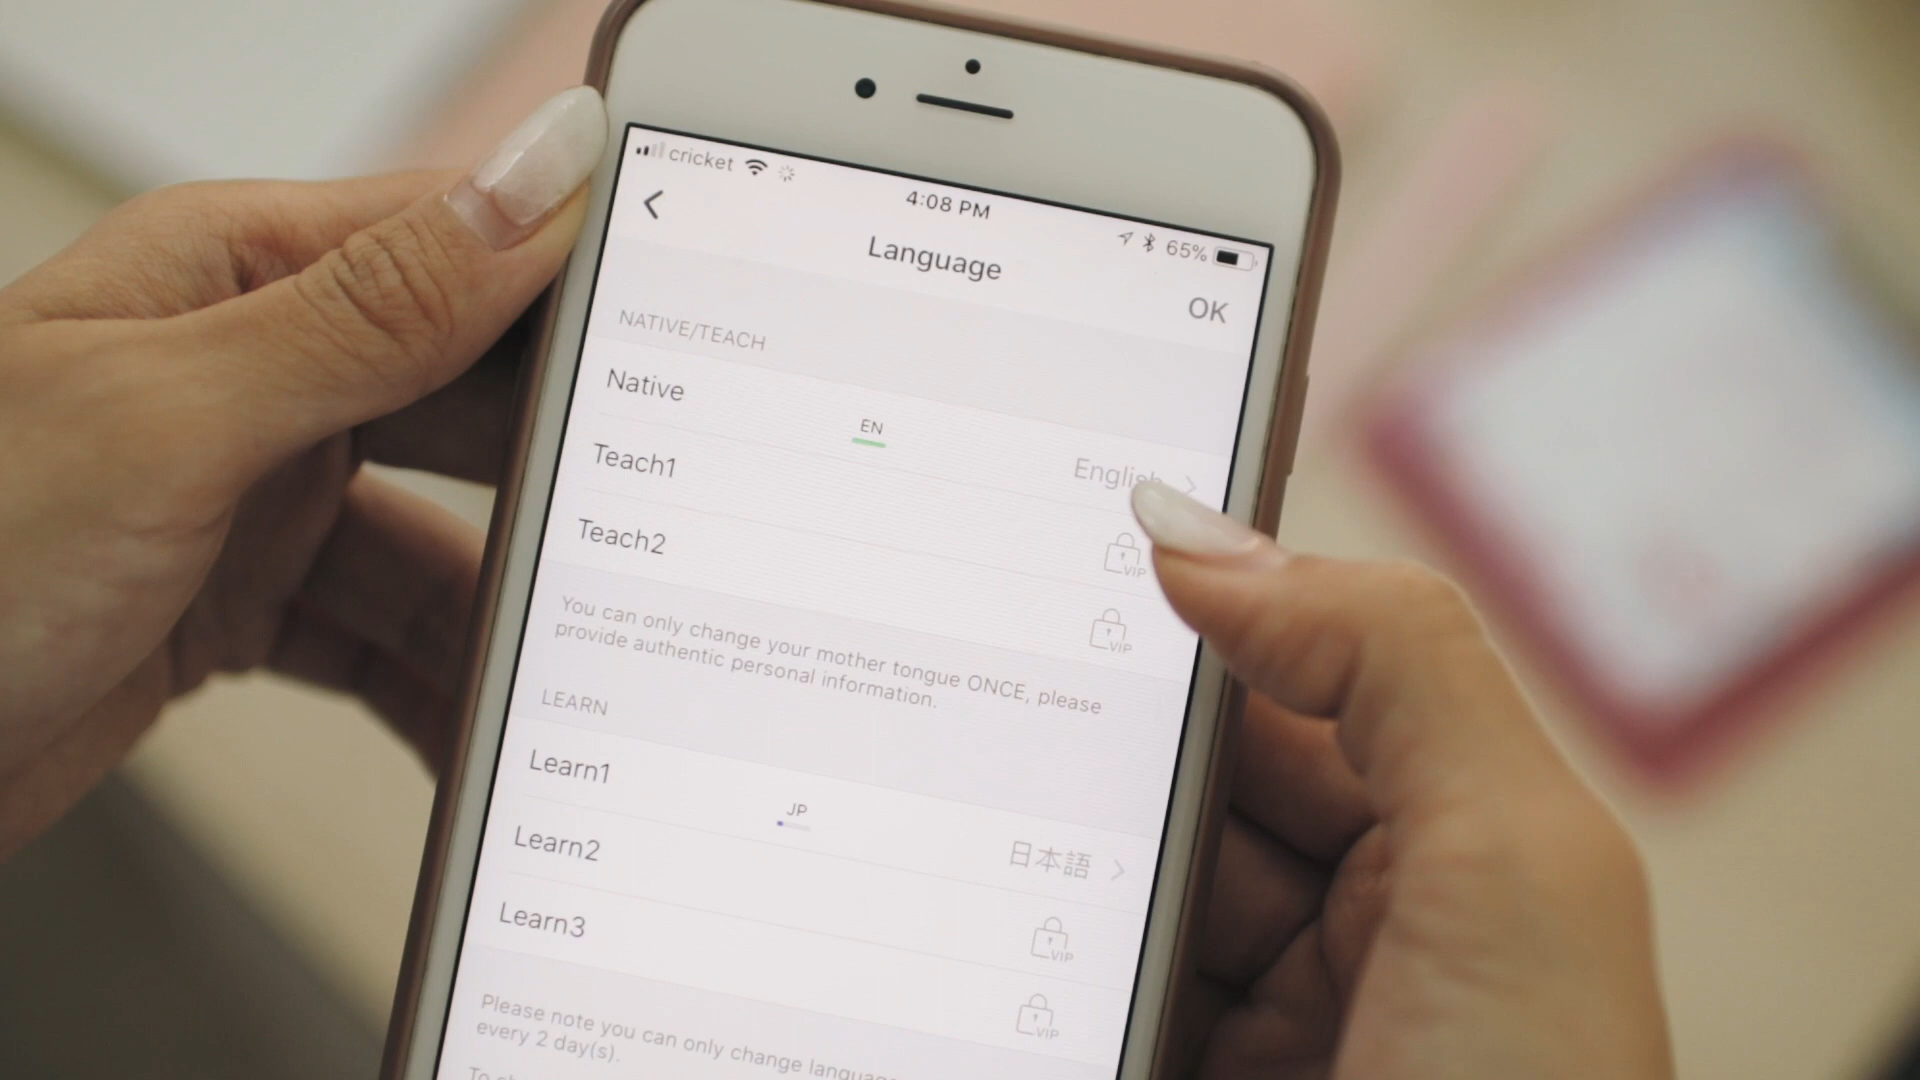 cricket
4:08 PM
65%
Language
OK
NATIVE/TEACH
Native
EN
English
Teach1
VIP
Teach2
VIP
You can only change your mother tongue ONCE, please
provide authentic personal information.
LEARN
Learn1
JP
日本語
Learn2
VIP
Learn3
VIP
Please note you can only change
every 2 day(s).